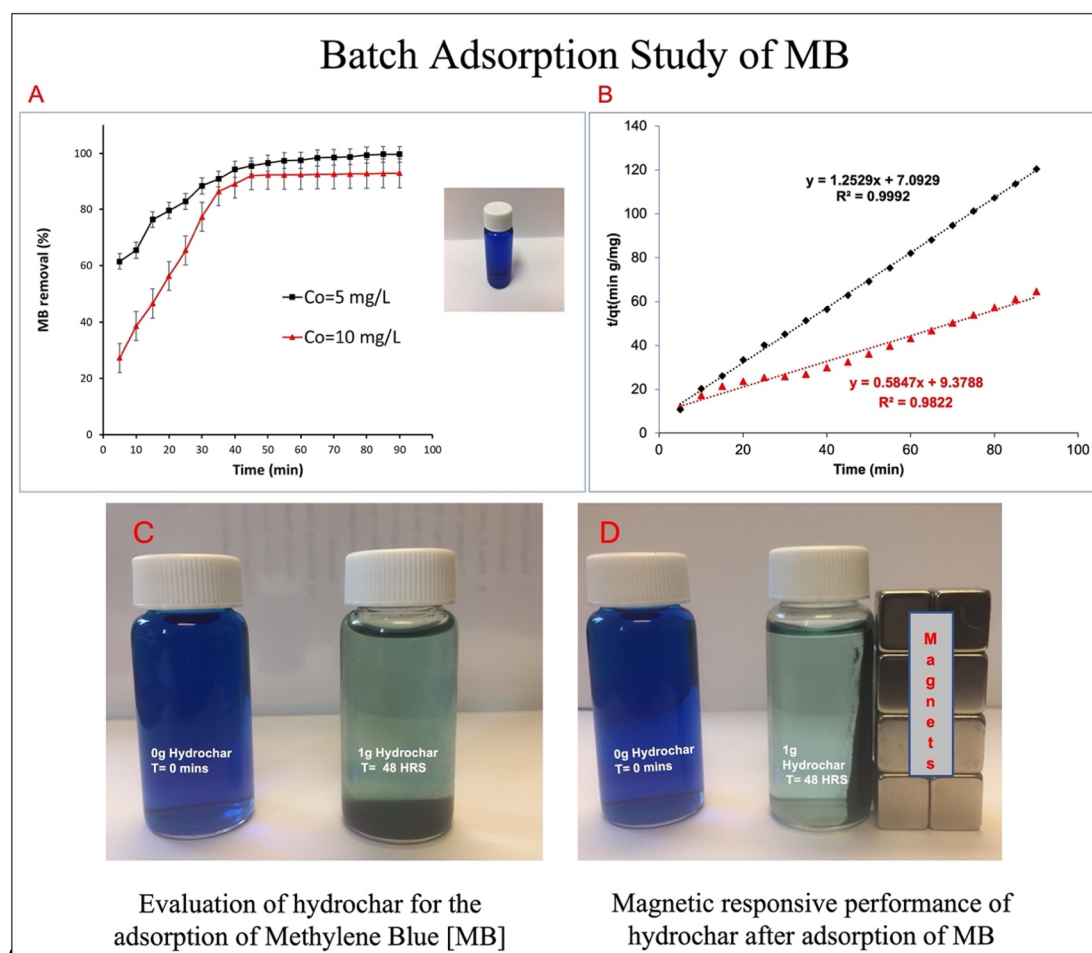 Batch Adsorption Study of MB
A
MB removal (%)
100
80
60
40
20
0
0 10 20 30 40 50 60 70 80 90 100
Time (min)
Co=5 mg/L
Co=10 mg/L
B
t/qt(min g/mg)
140
120
100
80
60
40
20
0
0 20 40 60 80 100
Time (min)
y = 1.2529x + 7.0929
R² = 0.9992
y = 0.5847x + 9.3788
R² = 0.9822
C
0g Hydrochar
T= 0 mins
1g Hydrochar
T= 48 HRS
D
0g Hydrochar
T= 0 mins
1g
Hydrochar
T= 48 HRS
Magnets
Evaluation of hydrochar for the
adsorption of Methylene Blue [MB]
Magnetic responsive performance of
hydrochar after adsorption of MB